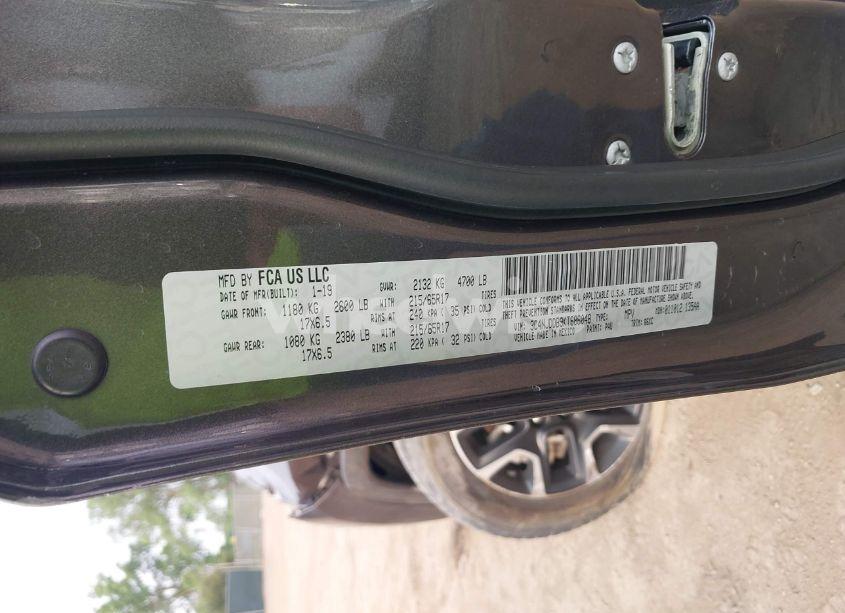 MFD BY FCA US LLC
DATE OF MFR(BUILT): 1-19 GVWR: 2132 KG 4700 LB
GAWR FRONT: 1180 KG 2600 LB WITH 215/65R17 TIRES
17X6.5 RIMS AT 240 KPA ( 35 PSI) COLD
GAWR REAR: 1080 KG 2380 LB WITH 215/65R17 TIRES
17X6.5 RIMS AT 220 KPA ( 32 PSI) COLD
THIS VEHICLE CONFORMS TO ALL APPLICABLE U.S.A. FEDERAL MOTOR VEHICLE SAFETY AND
THEFT PREVENTION STANDARDS IN EFFECT ON THE DATE OF MANUFACTURE SHOWN ABOVE.
VIN: TYPE: MPV
VEHICLE MADE IN MEXICO PAINT: PAU TRIM: